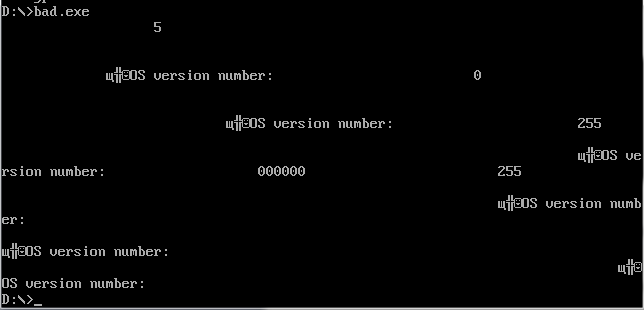 D:\>bad.exe
5
щ╬☺OS version number: 0
щ╬☺OS version number: 255
щ╬☺OS ve
rsion number: 000000 255
щ╬☺OS version numb
er:
щ╬☺OS version number:
щ╬☺
OS version number:
D:\>_